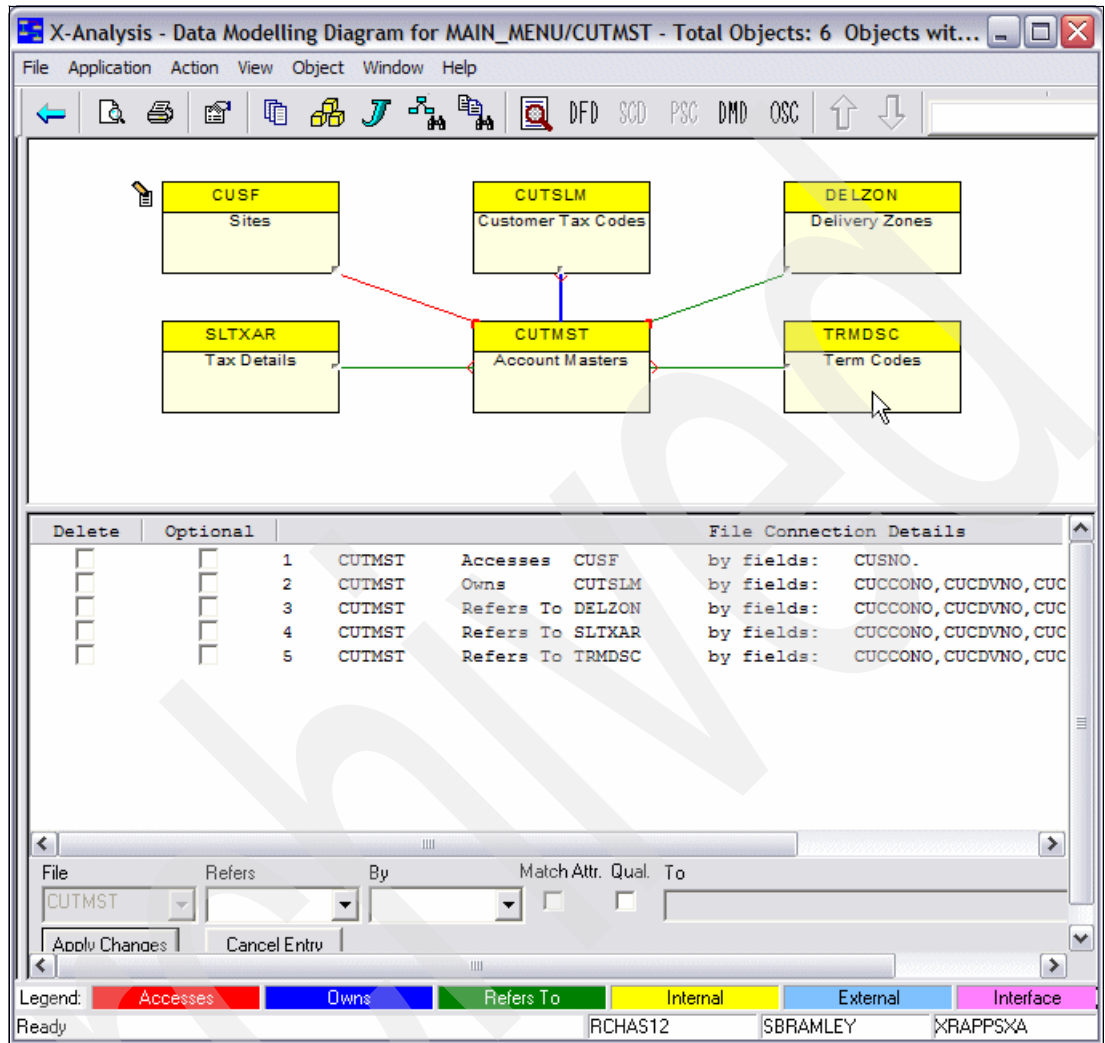 X-Analysis - Data Modelling Diagram for MAIN_MENU/CUTMST - Total Objects: 6 Objects wit...
File Application Action View Object Window Help
DFD SCD PSC DMD OSC
CUSF CUTSLM DELZON
Sites Customer Tax Codes Delivery Zones
SLTXAR CUTMST TRMDSC
Tax Details Account Masters Term Codes
Delete Optional File Connection Details
1 CUTMST Accesses CUSF by fields: CUSNO.
2 CUTMST Owns CUTSLM by fields: CUCCONO,CUCDVNO,CUC
3 CUTMST Refers To DELZON by fields: CUCCONO,CUCDVNO,CUC
4 CUTMST Refers To SLTXAR by fields: CUCCONO,CUCDVNO,CUC
5 CUTMST Refers To TRMDSC by fields: CUCCONO,CUCDVNO,CUC
File Refers By Match Attr. Qual. To
CUTMST
Apply Changes Cancel Entry
Legend: Accesses Owns Refers To Internal External Interface
Ready RCHAS12 SBRAMLEY XRAPPSXA